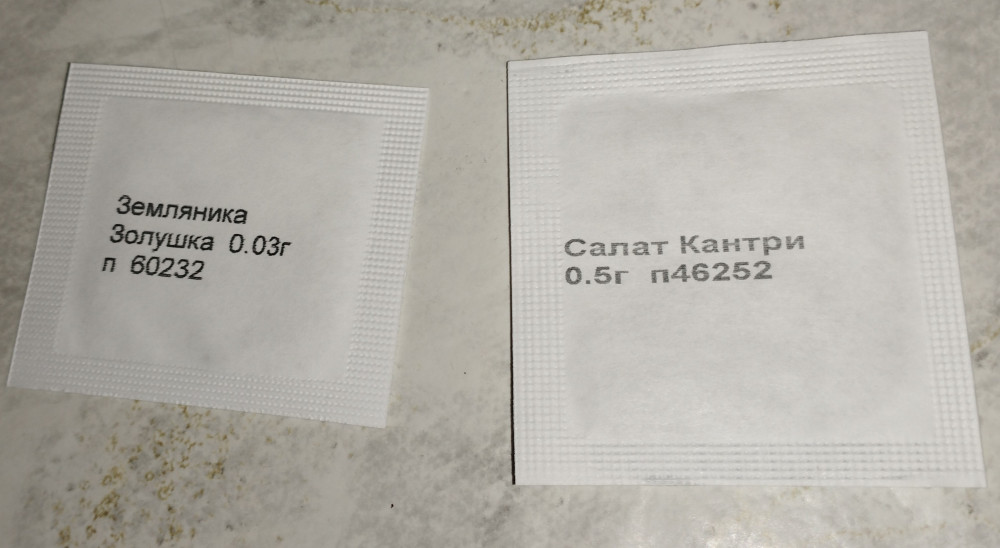 Земляника
Золушка 0.03г
п 60232
Салат Кантри
0.5г п46252